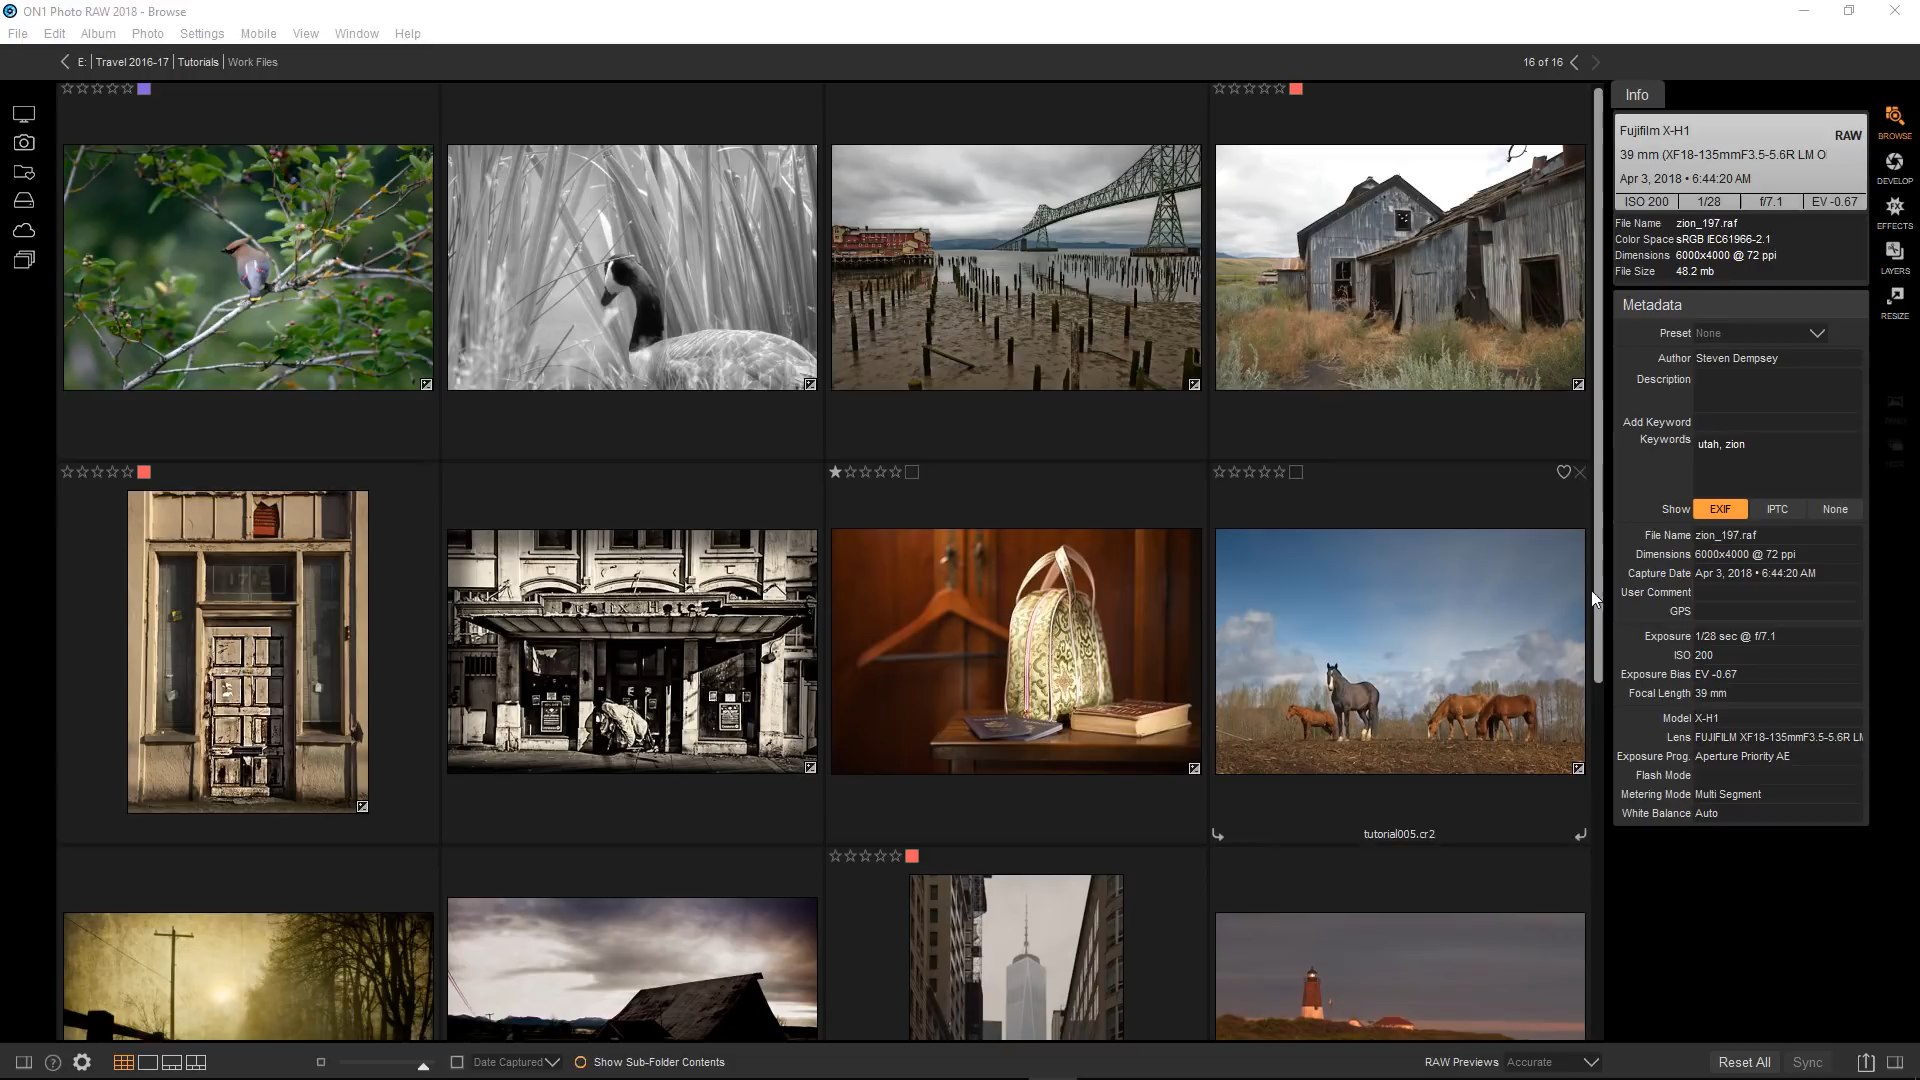 ON1 Photo RAW 2018 - Browse
File Edit Album Photo Settings Mobile View Window Help
E: Travel 2016-17 Tutorials Work Files
16 of 16
Info
Fujifilm X-H1
RAW
39 mm (XF18-135mmF3.5-5.6R LM O
Apr 3, 2018 • 6:44:20 AM
ISO 200 1/28 f/7.1 EV -0.67
File Name zion_197.raf
Color Space sRGB IEC61966-2.1
Dimensions 6000x4000 @ 72 ppi
File Size 48.2 mb
BROWSE
DEVELOP
FX
EFFECTS
LAYERS
RESIZE
Metadata
Preset None
Author Steven Dempsey
Description
Add Keyword
Keywords utah, zion
Show EXIF IPTC None
File Name zion_197.raf
Dimensions 6000x4000 @ 72 ppi
Capture Date Apr 3, 2018 • 6:44:20 AM
User Comment
GPS
Exposure 1/28 sec @ f/7.1
ISO 200
Exposure Bias EV -0.67
Focal Length 39 mm
Model X-H1
Lens FUJIFILM XF18-135mmF3.5-5.6R LM
Exposure Prog. Aperture Priority AE
Flash Mode
Metering Mode Multi Segment
White Balance Auto
Publix Hotel
tutorial005.cr2
Date Captured
Show Sub-Folder Contents
RAW Previews Accurate
Reset All
Sync